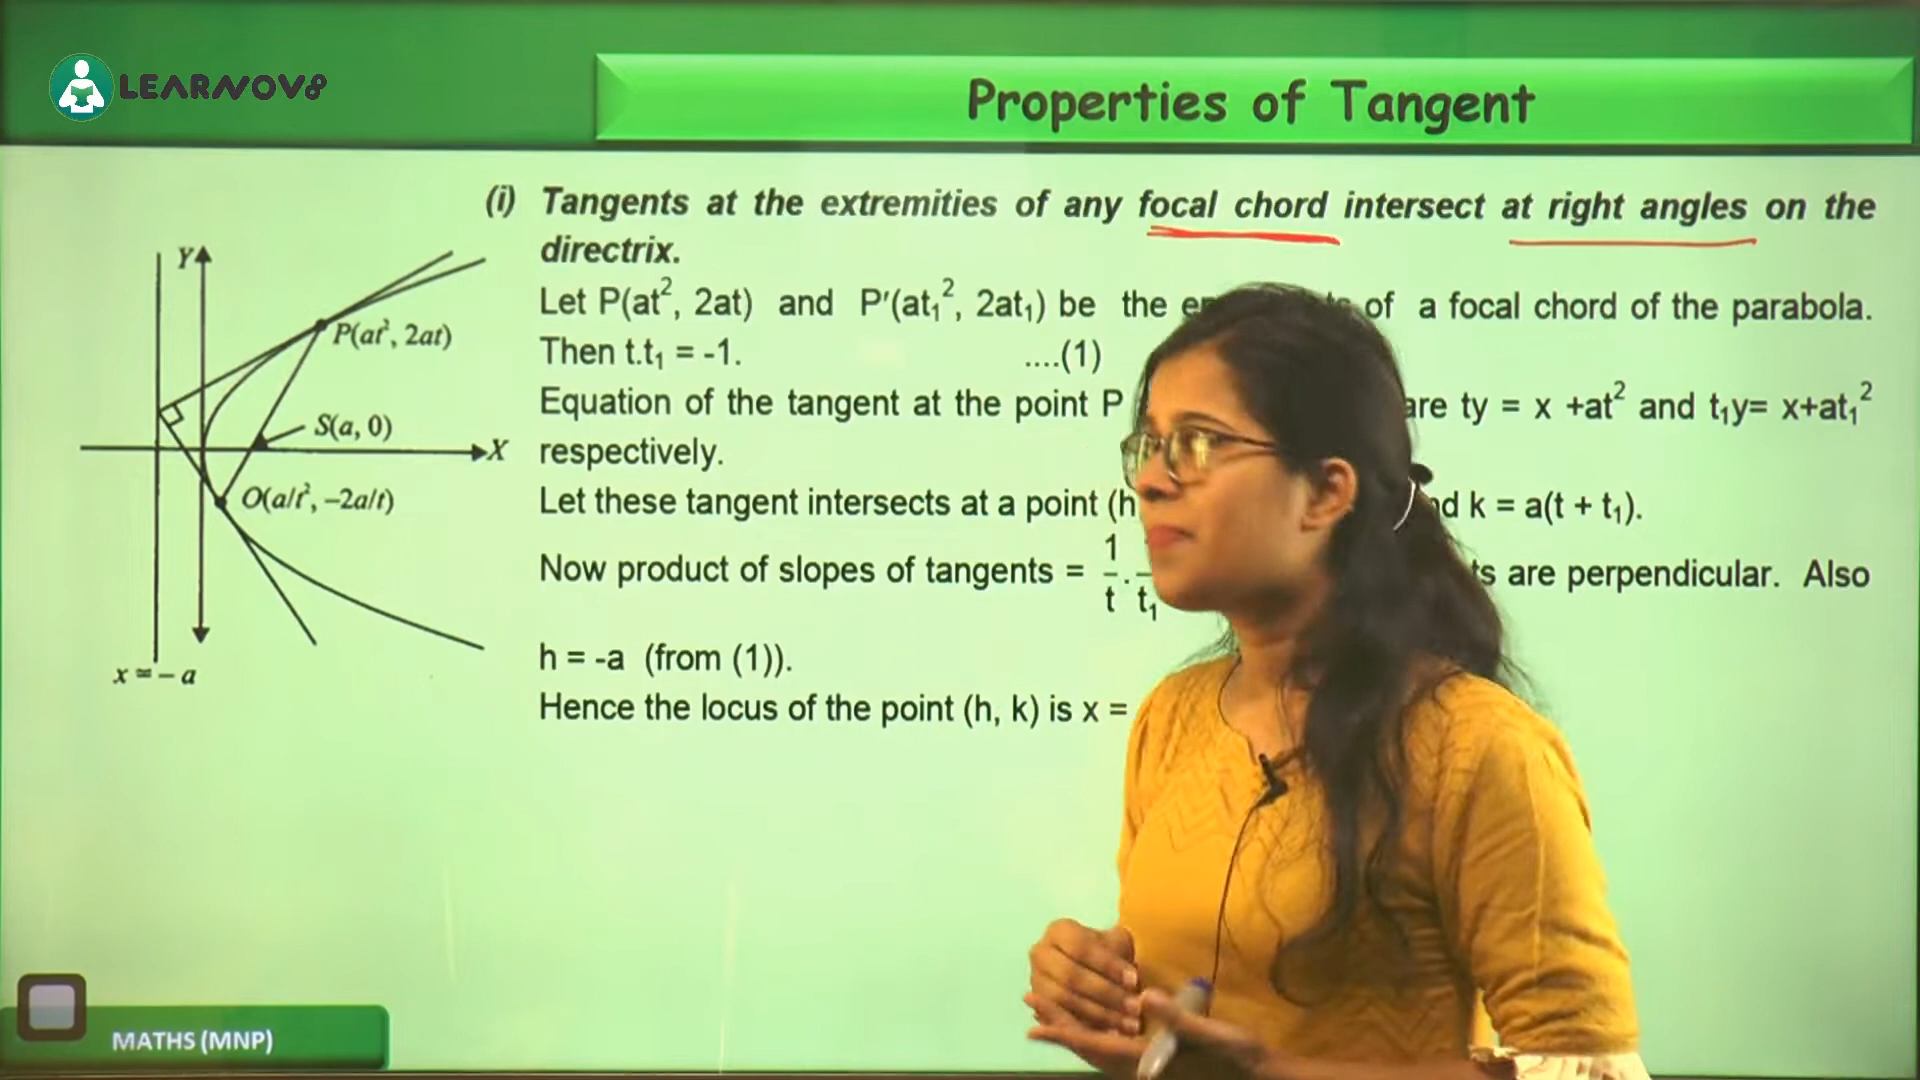 LEARNOV8
Properties of Tangent
(i) Tangents at the extremities of any focal chord intersect at right angles on the
directrix.
Let P(at², 2at) and P′(at₁², 2at₁) be the of a focal chord of the parabola.
Then t.t₁ = -1. ....(1)
Equation of the tangent at the point P are ty = x +at² and t₁y= x+at₁²
respectively.
Let these tangent intersects at a point (h k = a(t + t₁).
Now product of slopes of tangents = 1/t . /t₁ are perpendicular. Also
h = -a (from (1)).
Hence the locus of the point (h, k) is x =
Y
P(at², 2at)
S(a, 0)
X
O(a/t², –2a/t)
x = – a
MATHS (MNP)